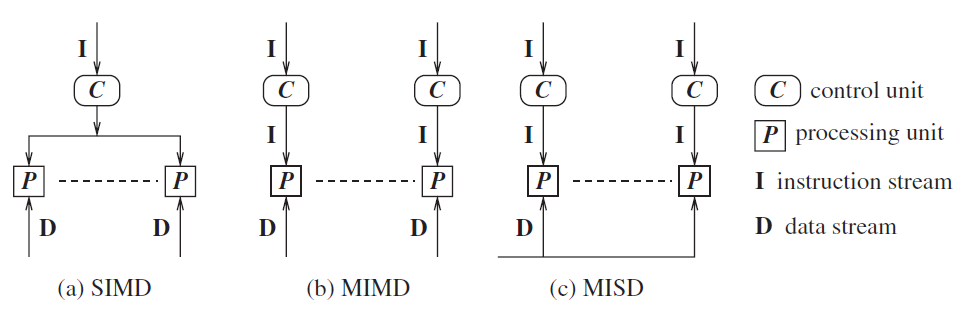 I I I I I
C C C C C C control unit
I I I I P processing unit
P P P P P P I instruction stream
D D D D D D data stream
(a) SIMD (b) MIMD (c) MISD